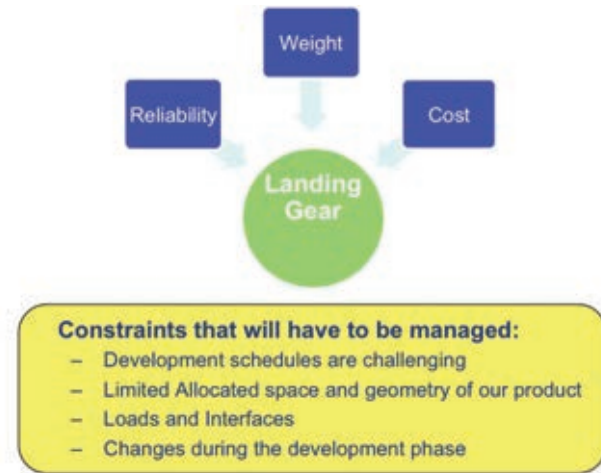 Weight
Reliability
Cost
Landing
Gear
Constraints that will have to be managed:
– Development schedules are challenging
– Limited Allocated space and geometry of our product
– Loads and Interfaces
– Changes during the development phase